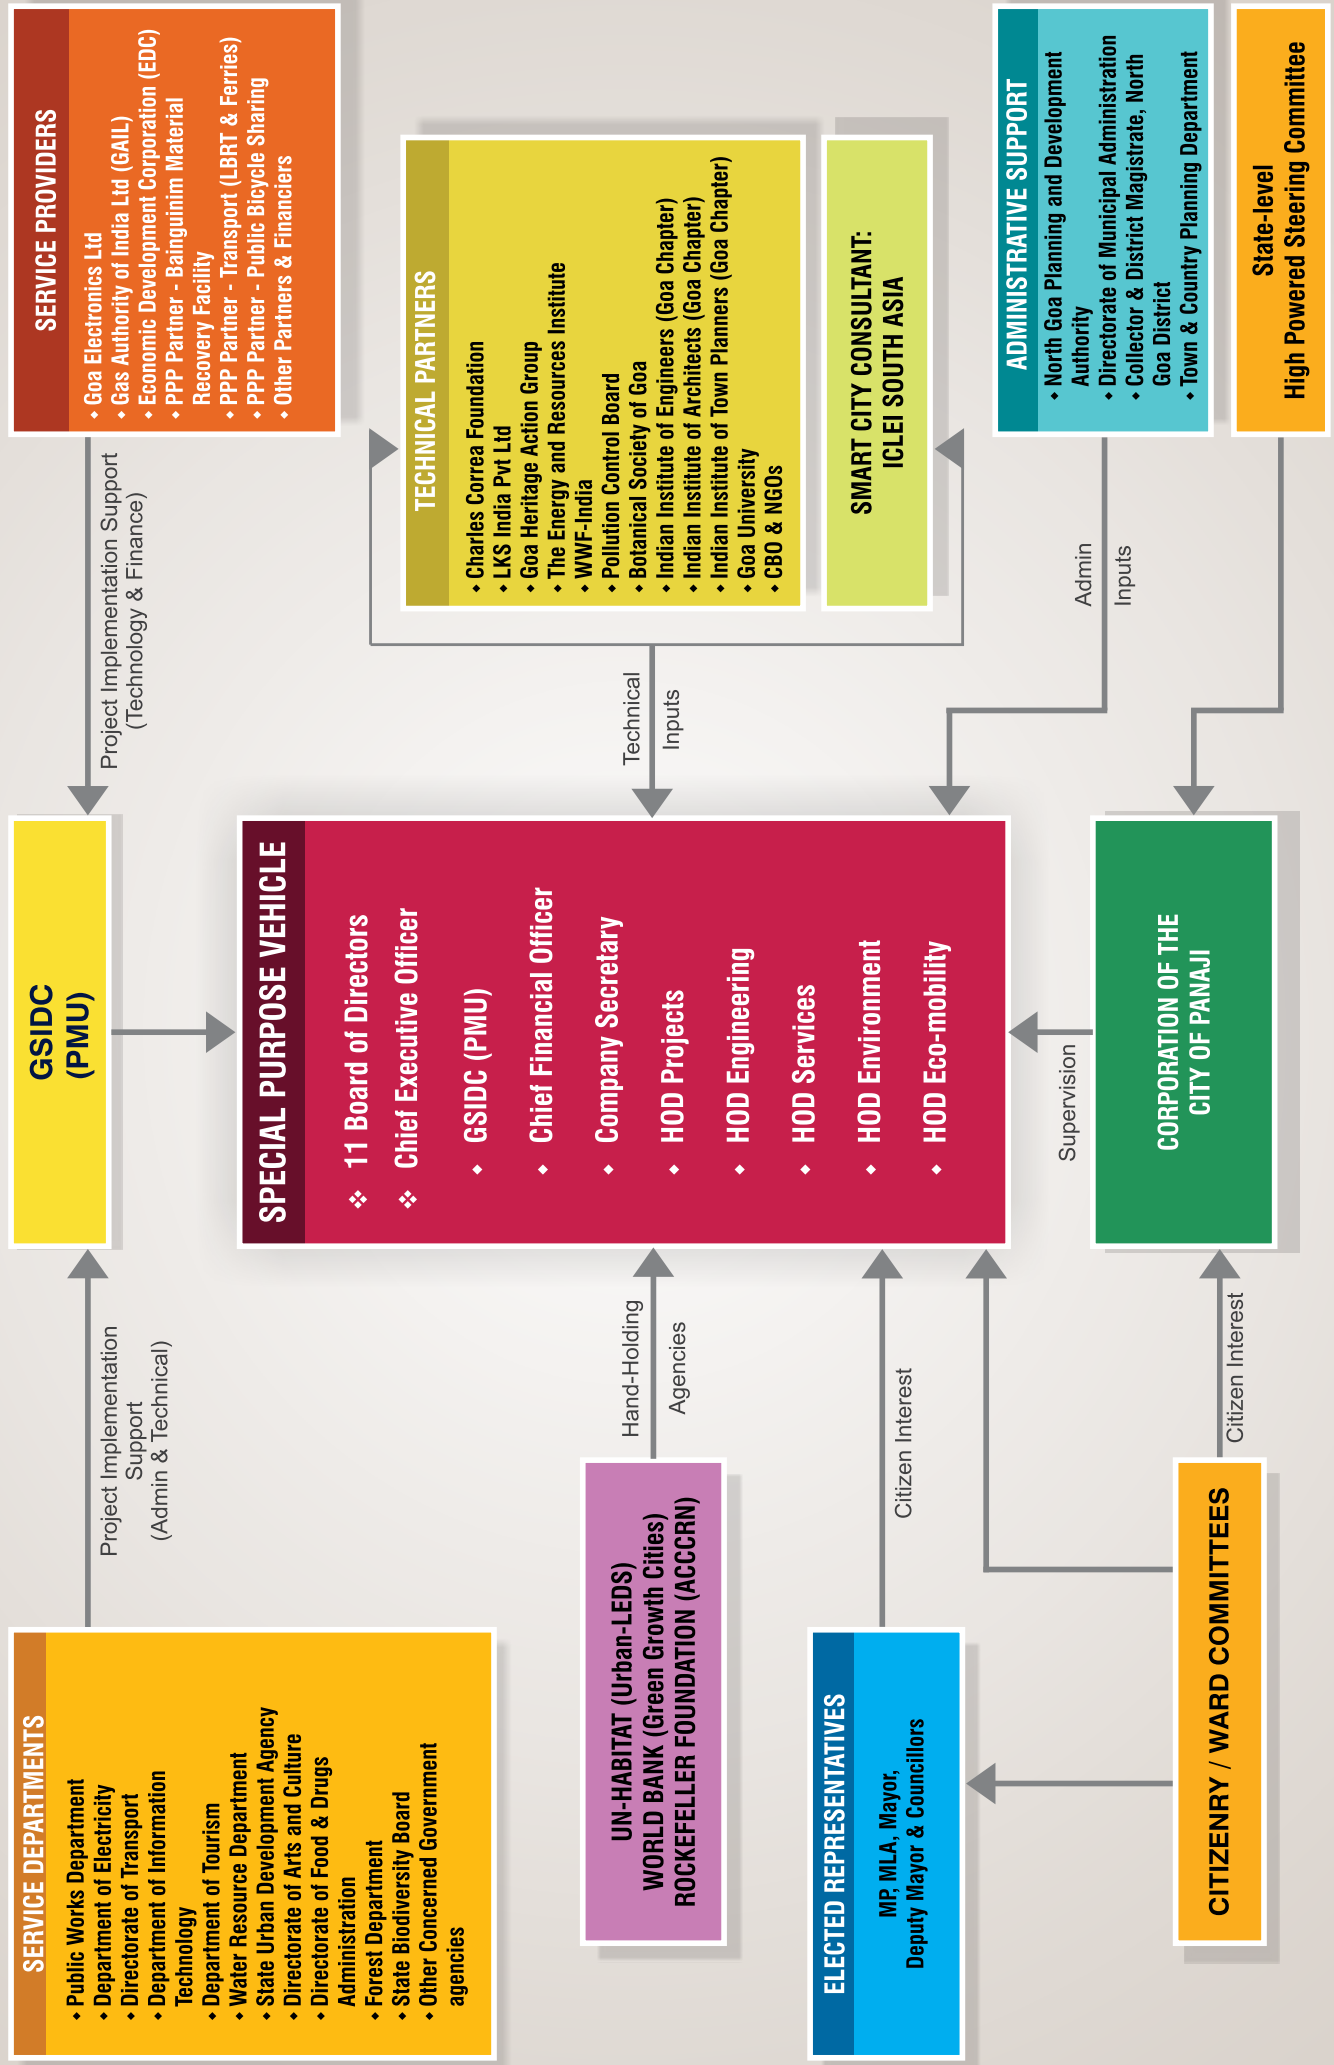 SERVICE DEPARTMENTS
• Public Works Department
• Department of Electricity
• Directorate of Transport
• Department of Information
Technology
• Department of Tourism
• Water Resource Department
• State Urban Development Agency
• Directorate of Arts and Culture
• Directorate of Food & Drugs
Administration
• Forest Department
• State Biodiversity Board
• Other Concerned Government
agencies
Project Implementation
Support
(Admin & Technical)
GSIDC
(PMU)
Project Implementation Support
(Technology & Finance)
SERVICE PROVIDERS
• Goa Electronics Ltd
• Gas Authority of India Ltd (GAIL)
• Economic Development Corporation (EDC)
• PPP Partner - Bainguinim Material
Recovery Facility
• PPP Partner - Transport (LBRT & Ferries)
• PPP Partner - Public Bicycle Sharing
• Other Partners & Financiers
UN-HABITAT (Urban-LEDS)
WORLD BANK (Green Growth Cities)
ROCKEFELLER FOUNDATION (ACCCRN)
Hand-Holding
Agencies
SPECIAL PURPOSE VEHICLE
❖ 11 Board of Directors
❖ Chief Executive Officer
• GSIDC (PMU)
• Chief Financial Officer
• Company Secretary
• HOD Projects
• HOD Engineering
• HOD Services
• HOD Environment
• HOD Eco-mobility
Technical
Inputs
TECHNICAL PARTNERS
• Charles Correa Foundation
• LKS India Pvt Ltd
• Goa Heritage Action Group
• The Energy and Resources Institute
• WWF-India
• Pollution Control Board
• Botanical Society of Goa
• Indian Institute of Engineers (Goa Chapter)
• Indian Institute of Architects (Goa Chapter)
• Indian Institute of Town Planners (Goa Chapter)
• Goa University
• CBO & NGOs
SMART CITY CONSULTANT:
ICLEI SOUTH ASIA
ELECTED REPRESENTATIVES
MP, MLA, Mayor,
Deputy Mayor & Councillors
Citizen Interest
Supervision
Admin
Inputs
ADMINISTRATIVE SUPPORT
• North Goa Planning and Development
Authority
• Directorate of Municipal Administration
• Collector & District Magistrate, North
Goa District
• Town & Country Planning Department
CITIZENRY / WARD COMMITTEES
Citizen Interest
CORPORATION OF THE
CITY OF PANAJI
State-level
High Powered Steering Committee